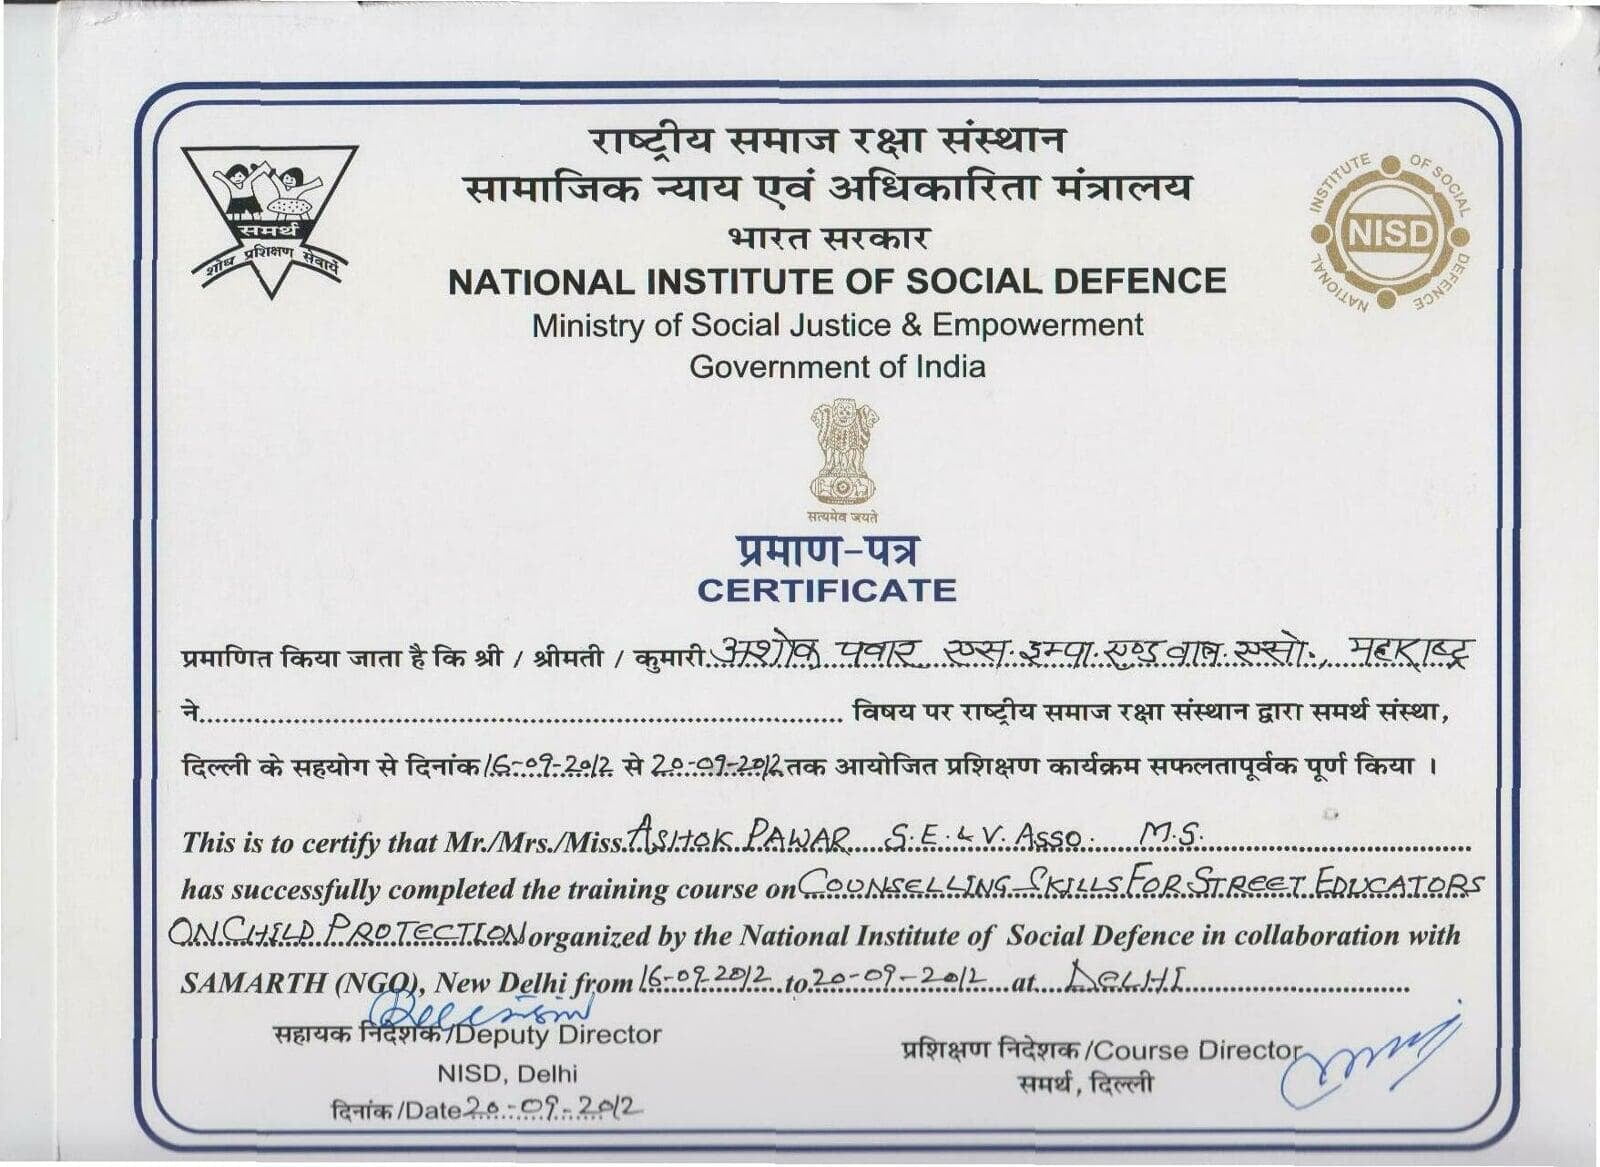 राष्ट्रीय समाज रक्षा संस्थान
सामाजिक न्याय एवं अधिकारिता मंत्रालय
भारत सरकार
NATIONAL INSTITUTE OF SOCIAL DEFENCE
Ministry of Social Justice & Empowerment
Government of India
समर्थ
शोध प्रशिक्षण सेवायें
NATIONAL INSTITUTE OF SOCIAL DEFENCE
NISD
सत्यमेव जयते
प्रमाण-पत्र
CERTIFICATE
प्रमाणित किया जाता है कि श्री / श्रीमती / कुमारी अशोक पवार एस. इम्पा. एण्ड वाल. एसो., महाराष्ट्र
ने.......... विषय पर राष्ट्रीय समाज रक्षा संस्थान द्वारा समर्थ संस्था,
दिल्ली के सहयोग से दिनांक 16-09-2012 से 20-09-2012 तक आयोजित प्रशिक्षण कार्यक्रम सफलतापूर्वक पूर्ण किया ।
This is to certify that Mr./Mrs./Miss. ASHOK PAWAR S.E. & V. ASSO. M.S.
has successfully completed the training course on COUNSELLING SKILLS FOR STREET EDUCATORS
ON CHILD PROTECTION organized by the National Institute of Social Defence in collaboration with
SAMARTH (NGO), New Delhi from 16-09-2012 to 20-09-2012 at DELHI
सहायक निदेशक/Deputy Director
NISD, Delhi
दिनांक/Date 20-09-2012
प्रशिक्षण निदेशक/Course Director
समर्थ, दिल्ली